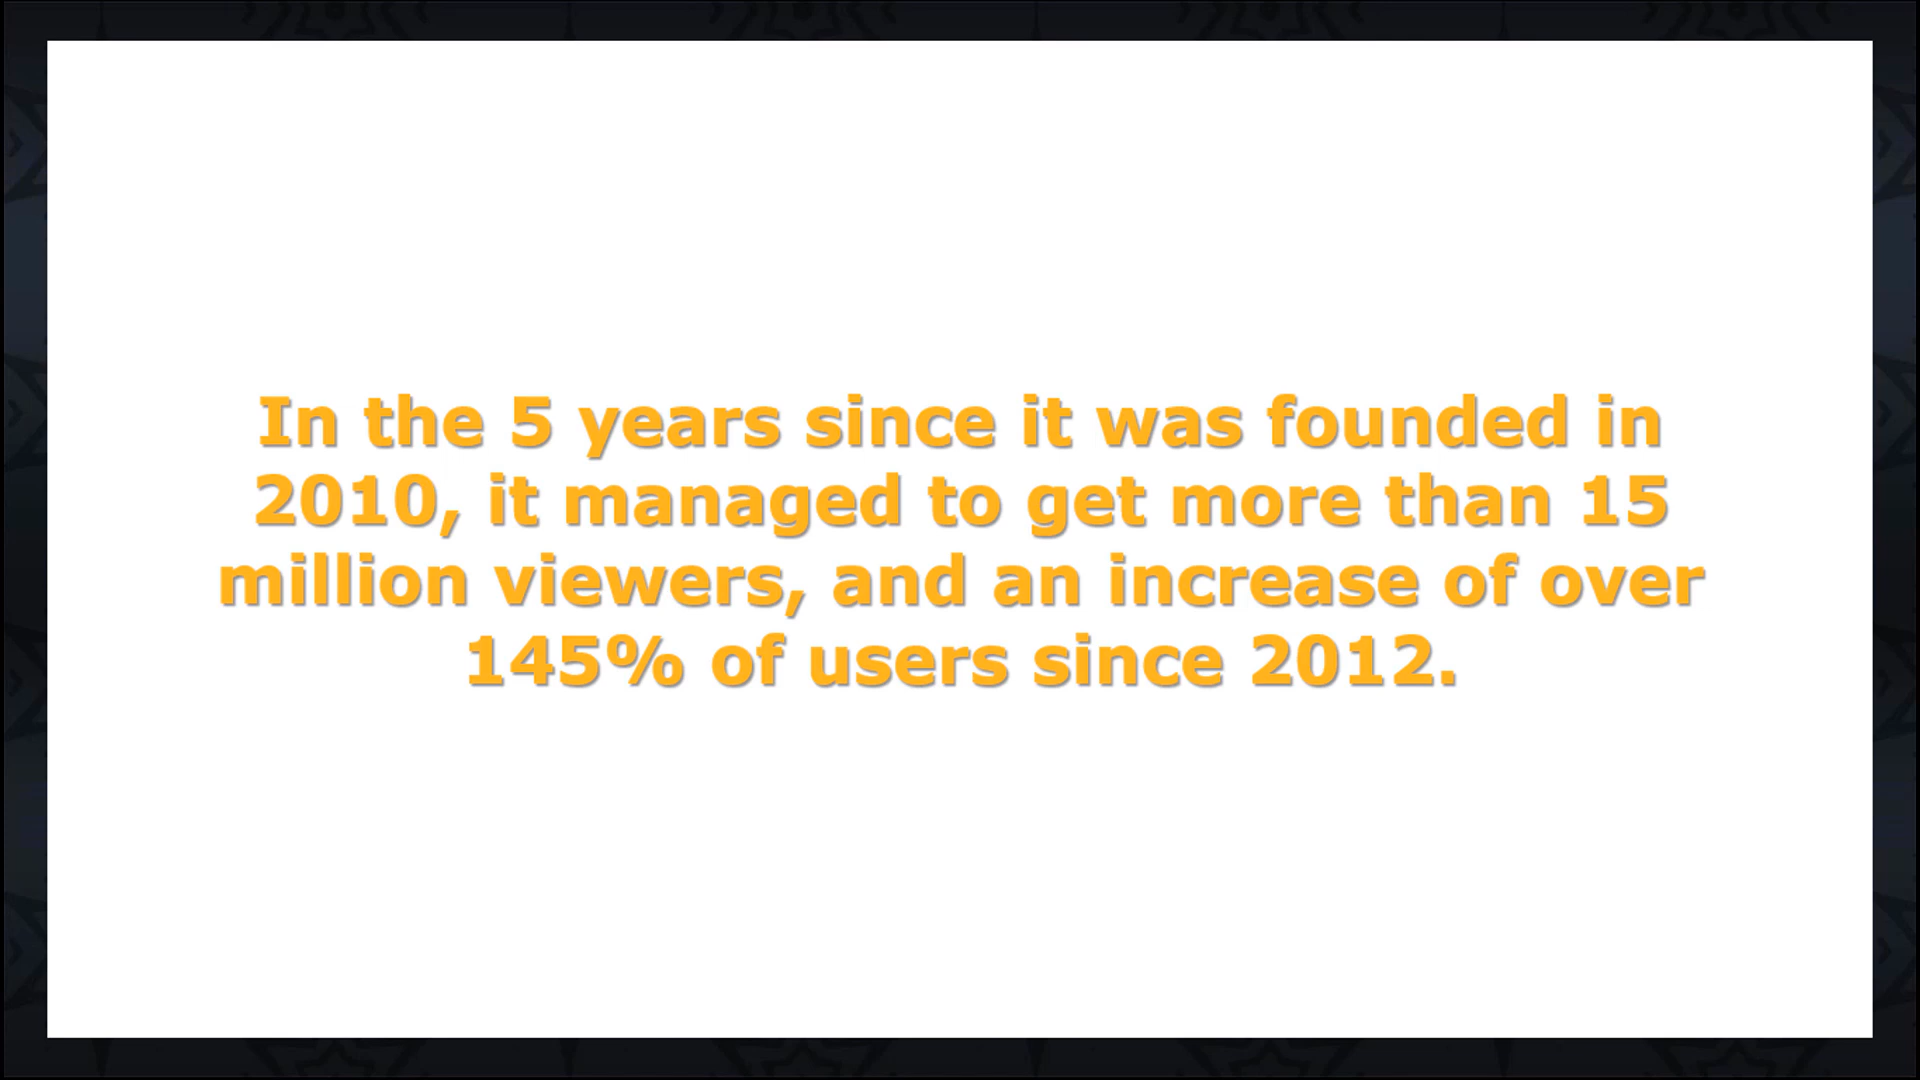 In the 5 years since it was founded in
2010, it managed to get more than 15
million viewers, and an increase of over
145% of users since 2012.